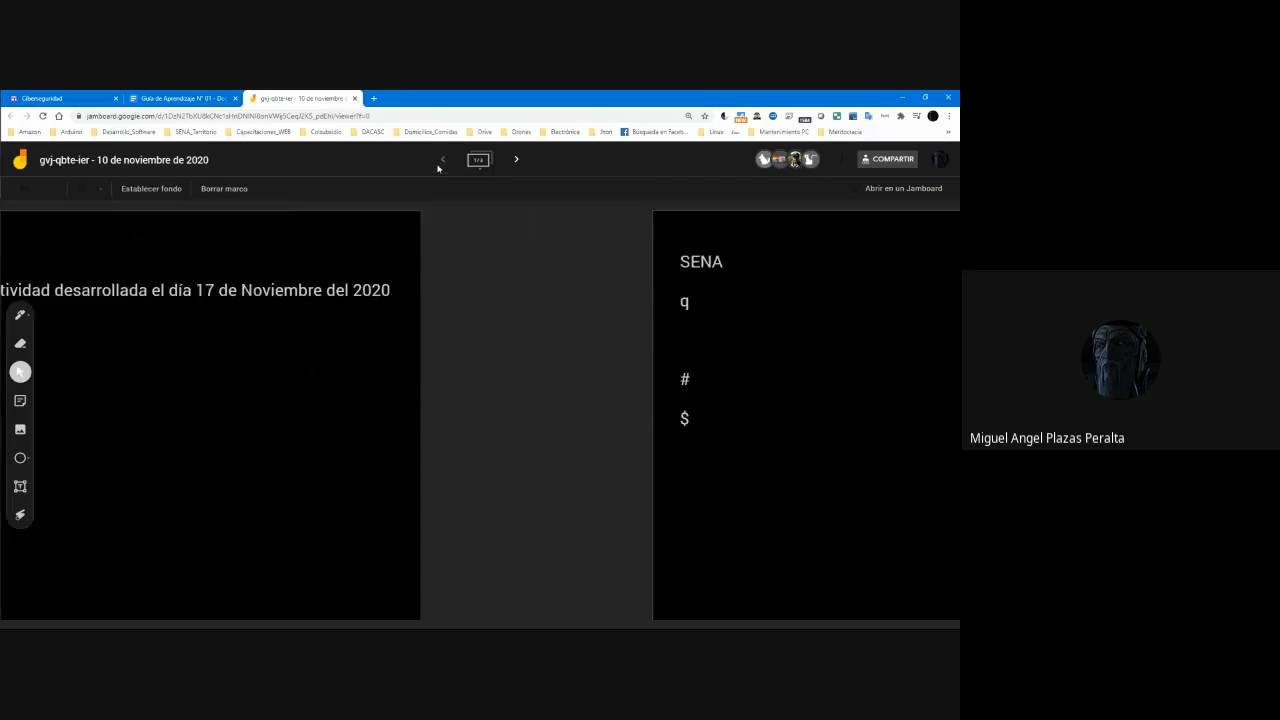 Ciberseguridad
Guía de Aprendizaje N° 01 - Do
gvj-qbte-ier - 10 de noviembre d
Amazon
Arduino
Desarrollo_Software
SENA_Territorio
Capacitaciones_WEB
Colsubsidio
DACASC
Domicilios_Comidas
Drive
Drones
Electrónica
Jhon
Búsqueda en Faceb...
Linux
Mantenimiento PC
Meritocracia
gvj-qbte-ier - 10 de noviembre de 2020
COMPARTIR
Establecer fondo
Borrar marco
Abrir en un Jamboard
tividad desarrollada el día 17 de Noviembre del 2020
SENA
q
#
$
Miguel Angel Plazas Peralta